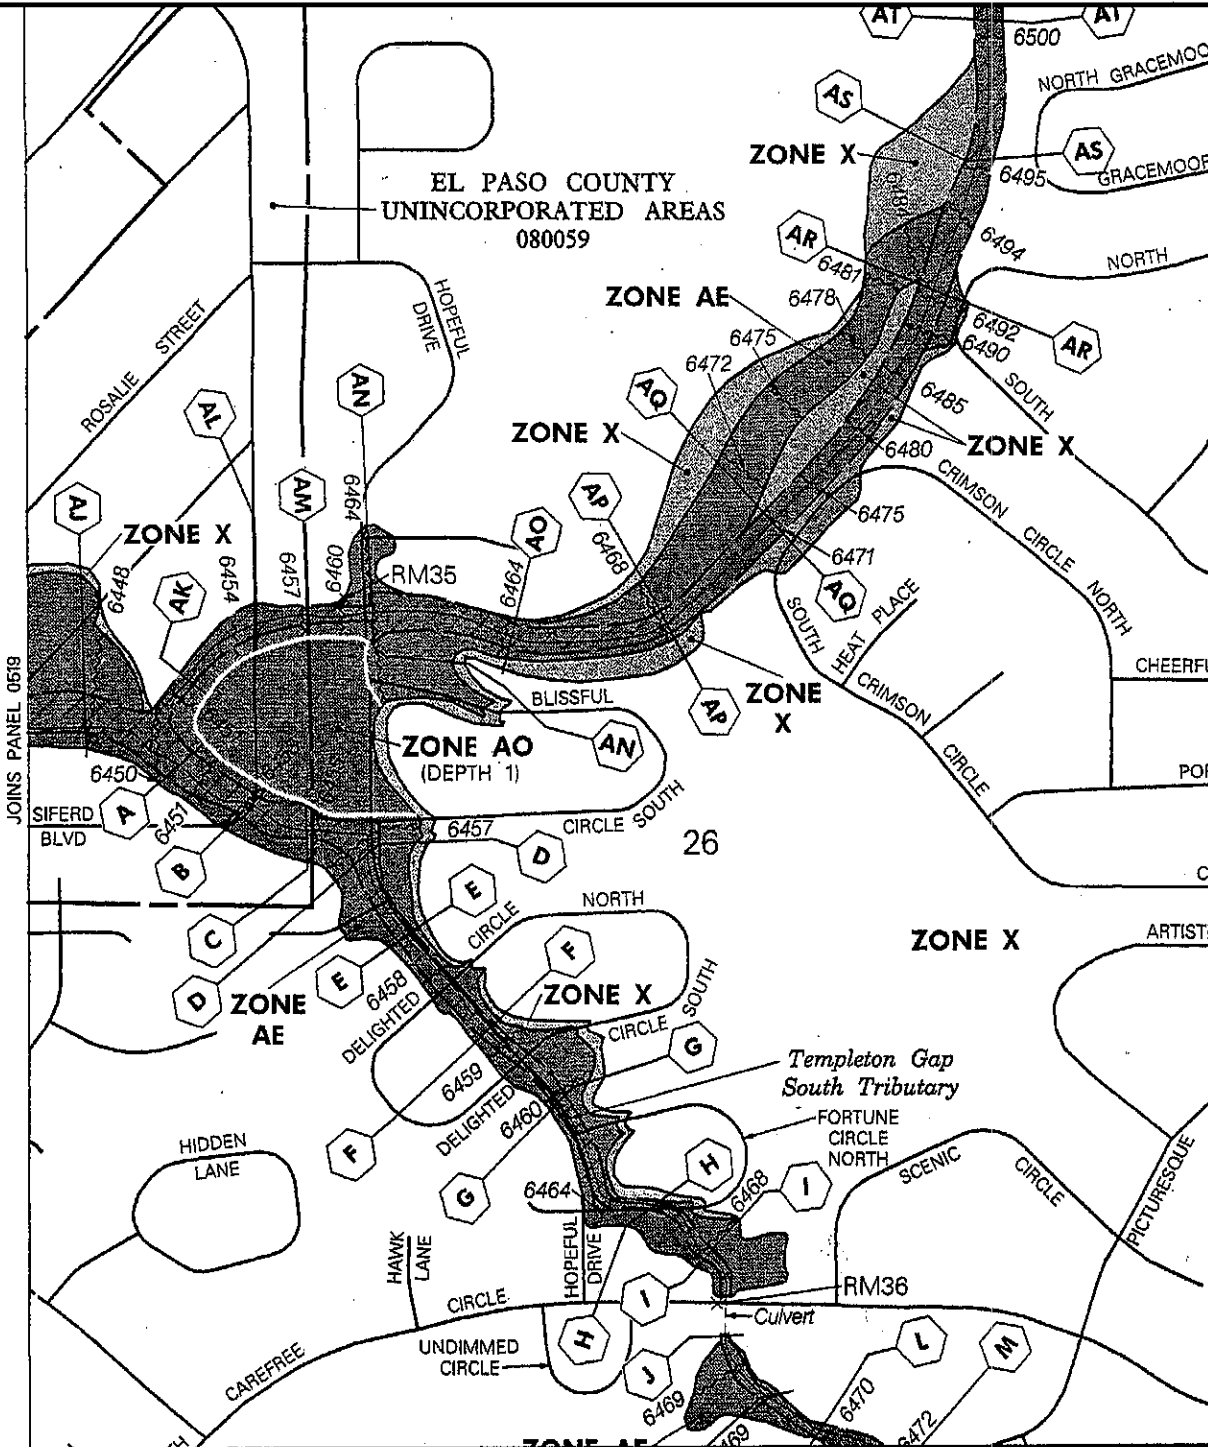 AT
AT
6500
NORTH GRACEMOO
AS
ZONE X
AS
6495
GRACEMOOR
6484
EL PASO COUNTY
UNINCORPORATED AREAS
080059
AR
6481
6494
NORTH
ZONE AE
6478
HOPEFUL
DRIVE
6475
6492
6490
AR
ROSALIE STREET
6472
AN
AQ
SOUTH
6485
AL
ZONE X
6480
ZONE X
CRIMSON CIRCLE NORTH
AJ
AM
6464
AP
6475
ZONE X
AO
6468
6471
6448
AK
6454
6457
6460
RM35
6464
AQ
SOUTH
HEAT PLACE
CRIMSON
CIRCLE
CHEERFU
JOINS PANEL 0519
BLISSFUL
AP
ZONE
X
ZONE AO
(DEPTH 1)
AN
6450
A
6451
SIFERD
BLVD
CIRCLE SOUTH
POR
6457
26
B
D
C
E
CIRCLE
NORTH
C
F
ZONE X
ARTIST
C
D
E
ZONE
AE
6458
DELIGHTED
ZONE X
CIRCLE SOUTH
G
F
6459
DELIGHTED
6460
G
Templeton Gap
South Tributary
FORTUNE
CIRCLE
NORTH
HIDDEN
LANE
H
I
6468
6464
SCENIC CIRCLE
PICTURESQUE
HAWK
LANE
HOPEFUL
DRIVE
I
RM36
Culvert
CIRCLE
CAREFREE
UNDIMMED
CIRCLE
H
J
L
M
6469
6470
6472
469
ZONE AE
TH